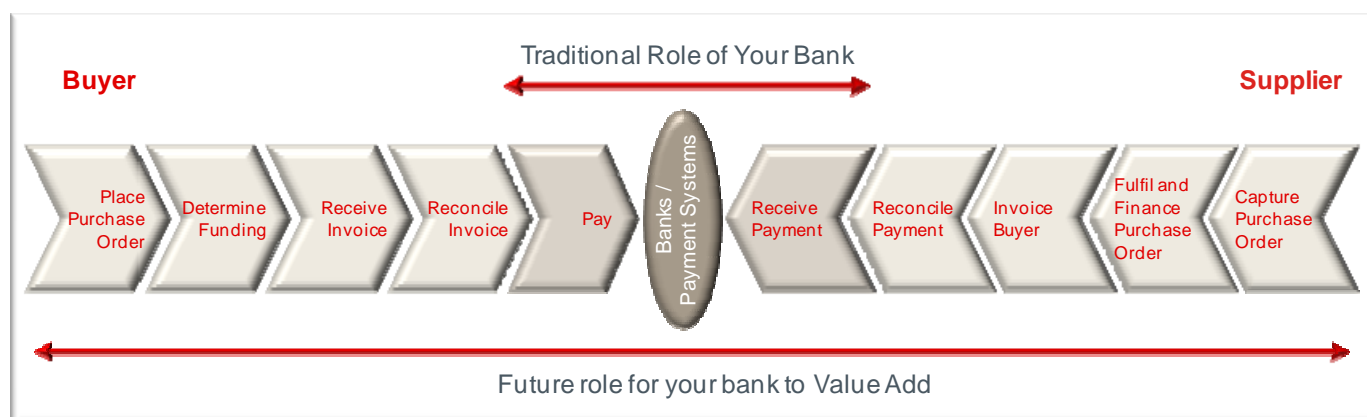 Traditional Role of Your Bank
Buyer
Supplier
Place
Purchase
Order
Determine
Funding
Receive
Invoice
Reconcile
Invoice
Pay
Banks /
Payment Systems
Receive
Payment
Reconcile
Payment
Invoice
Buyer
Fulfil and
Finance
Purchase
Order
Capture
Purchase
Order
Future role for your bank to Value Add